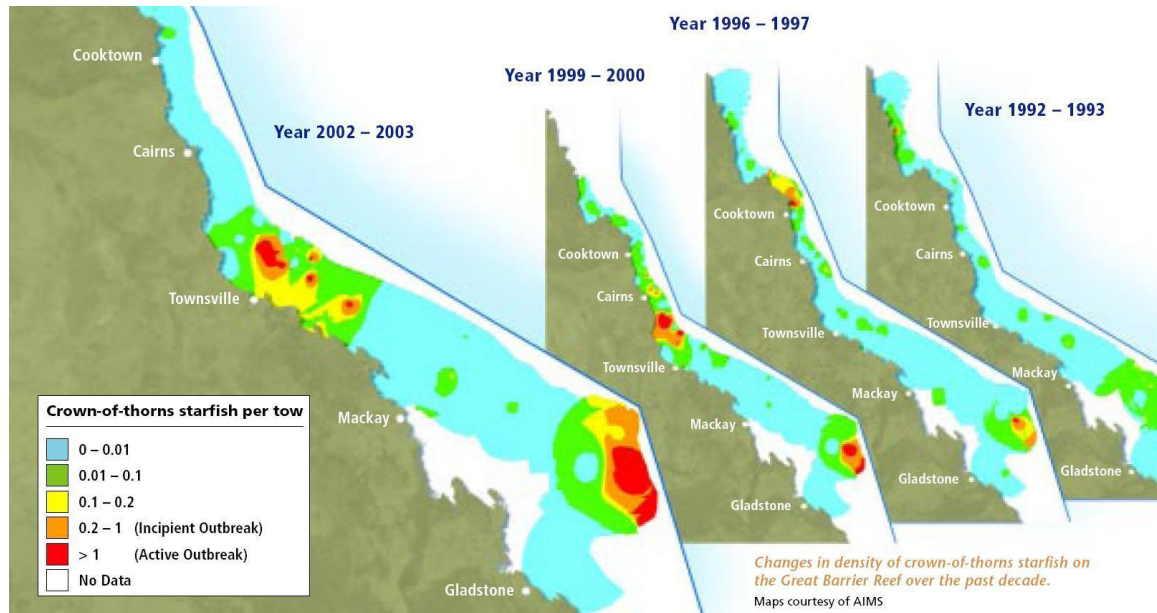 Year 2002 – 2003
Cooktown
Cairns
Townsville
Mackay
Gladstone
Crown-of-thorns starfish per tow
0 – 0.01
0.01 – 0.1
0.1 – 0.2
0.2 – 1 (Incipient Outbreak)
> 1 (Active Outbreak)
No Data
Year 1999 – 2000
Cooktown
Cairns
Townsville
Mackay
Gladstone
Year 1996 – 1997
Cooktown
Cairns
Townsville
Mackay
Gladstone
Year 1992 – 1993
Cooktown
Cairns
Townsville
Mackay
Gladstone
Changes in density of crown-of-thorns starfish on
the Great Barrier Reef over the past decade.
Maps courtesy of AIMS